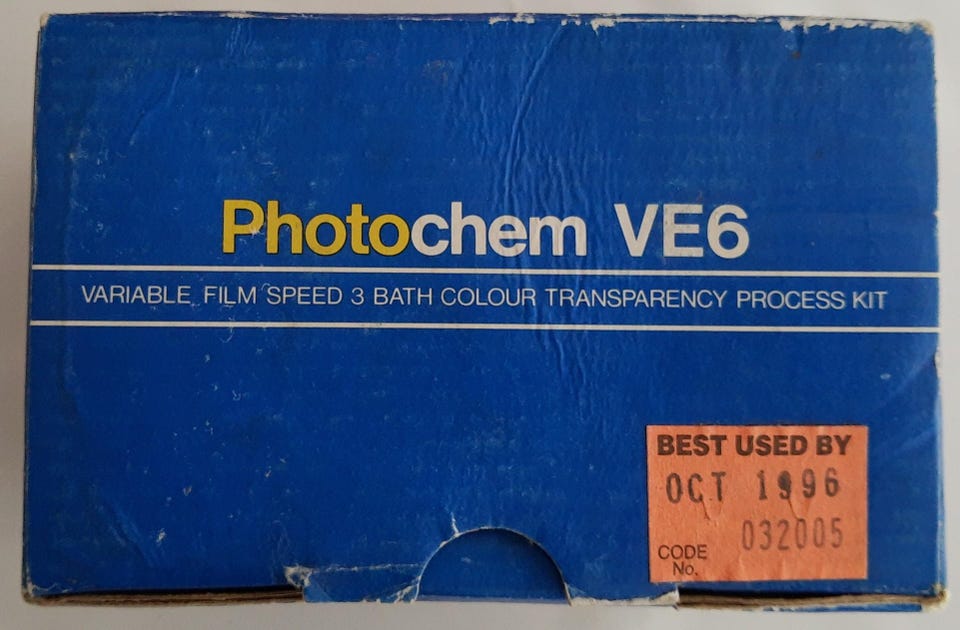 Photochem VE6
VARIABLE FILM SPEED 3 BATH COLOUR TRANSPARENCY PROCESS KIT
BEST USED BY
OCT 1996
032005
CODE
No.